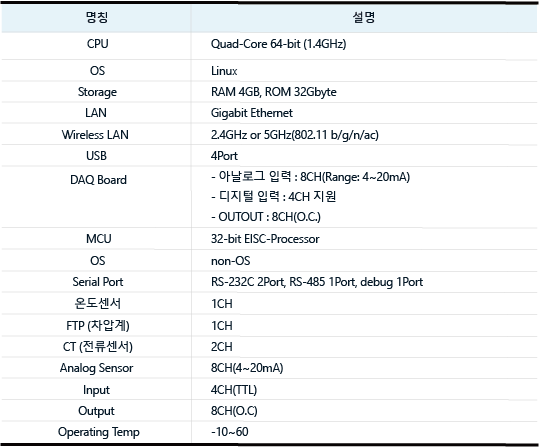 명칭 설명
CPU Quad-Core 64-bit (1.4GHz)
OS Linux
Storage RAM 4GB, ROM 32Gbyte
LAN Gigabit Ethernet
Wireless LAN 2.4GHz or 5GHz(802.11 b/g/n/ac)
USB 4Port
DAQ Board - 아날로그 입력 : 8CH(Range: 4~20mA)
- 디지털 입력 : 4CH 지원
- OUTOUT : 8CH(O.C.)
MCU 32-bit EISC-Processor
OS non-OS
Serial Port RS-232C 2Port, RS-485 1Port, debug 1Port
온도센서 1CH
FTP (차압계) 1CH
CT (전류센서) 2CH
Analog Sensor 8CH(4~20mA)
Input 4CH(TTL)
Output 8CH(O.C)
Operating Temp -10~60